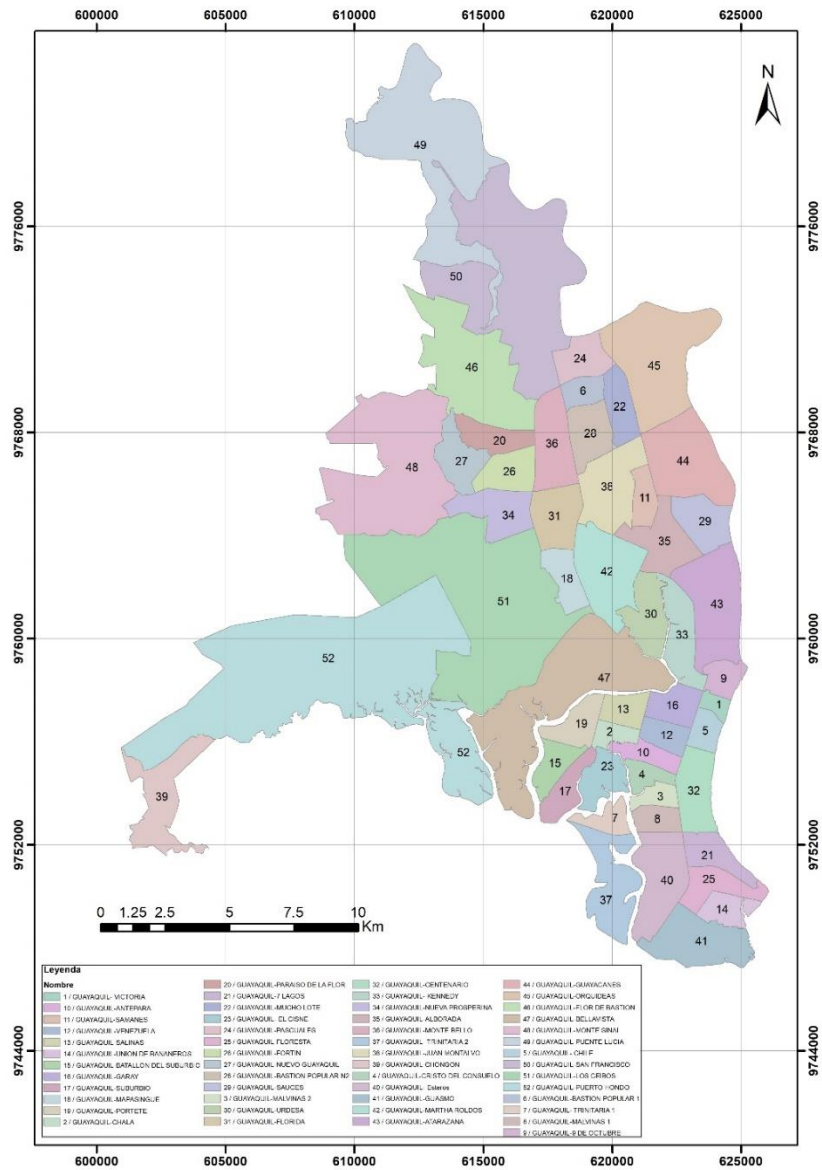 600000 605000 610000 615000 620000 625000
N
49
9776000 9776000
50
24
45
46
6
22
9768000 9768000
20
36
28
48
27
44
26
38
11
34
31
29
35
42
18
51
30
43
33
9760000 9760000
52
47
9
16
1
13
19
2
12
5
52
10
15
23
4
39
17
3
32
7
8
9752000 9752000
21
25
40
37
14
41
0 1.25 2.5 5 7.5 10
Km
Leyenda
Nombre
1 / GUAYAQUIL- VICTORIA
10 / GUAYAQUIL-ANTEPARA
11 / GUAYAQUIL-SAMANES
12 / GUAYAQUIL-VENEZUELA
13 / GUAYAQUIL SALINAS
14 / GUAYAQUIL-UNION DE BANANEROS
15 / GUAYAQUIL BATALLON DEL SUBURBIO
16 / GUAYAQUIL-GARAY
17 / GUAYAQUIL-SUBURBIO
18 / GUAYAQUIL-MAPASINGUE
19 / GUAYAQUIL-PORTETE
2 / GUAYAQUIL-CHALA
20 / GUAYAQUIL-PARAISO DE LA FLOR
21 / GUAYAQUIL-7 LAGOS
22 / GUAYAQUIL-MUCHO LOTE
23 / GUAYAQUIL. EL CISNE
24 / GUAYAQUIL-PASCUALES
25 / GUAYAQUIL FLORESTA
26 / GUAYAQUIL-FORTIN
27 / GUAYAQUIL NUEVO GUAYAQUIL
28 / GUAYAQUIL-BASTION POPULAR N2
29 / GUAYAQUIL-SAUCES
3 / GUAYAQUIL-MALVINAS 2
30 / GUAYAQUIL-URDESA
31 / GUAYAQUIL-FLORIDA
32 / GUAYAQUIL-CENTENARIO
33 / GUAYAQUIL- KENNEDY
34 / GUAYAQUIL-NUEVA PROSPERINA
35 / GUAYAQUIL ALBORADA
36 / GUAYAQUIL-MONTE BELLO
37 / GUAYAQUIL TRINITARIA 2
38 / GUAYAQUIL -JUAN MONTALVO
39 / GUAYAQUIL CHONGON
4 / GUAYAQUIL-CRISTO DEL CONSUELO
40 / GUAYAQUIL- Esteros
41 / GUAYAQUIL-GUASMO
42 / GUAYAQUIL-MARTHA ROLDOS
43 / GUAYAQUIL-ATARAZANA
44 / GUAYAQUIL-GUAYACANES
45 / GUAYAQUIL-ORQUIDEAS
46 / GUAYAQUIL -FLOR DE BASTION
47 / GUAYAQUIL BELLAVISTA
48 / GUAYAQUIL-MONTE SINAI
49 / GUAYAQUIL PUENTE LUCIA
5 / GUAYAQUIL- CHILE
50 / GUAYAQUIL SAN FRANCISCO
51 / GUAYAQUIL-LOS CEIBOS
52 / GUAYAQUIL PUERTO HONDO
6 / GUAYAQUIL-BASTION POPULAR 1
7 / GUAYAQUIL- TRINITARIA 1
8 / GUAYAQUIL-MALVINAS 1
9 / GUAYAQUIL-9 DE OCTUBRE
9744000 9744000
600000 605000 610000 615000 620000 625000